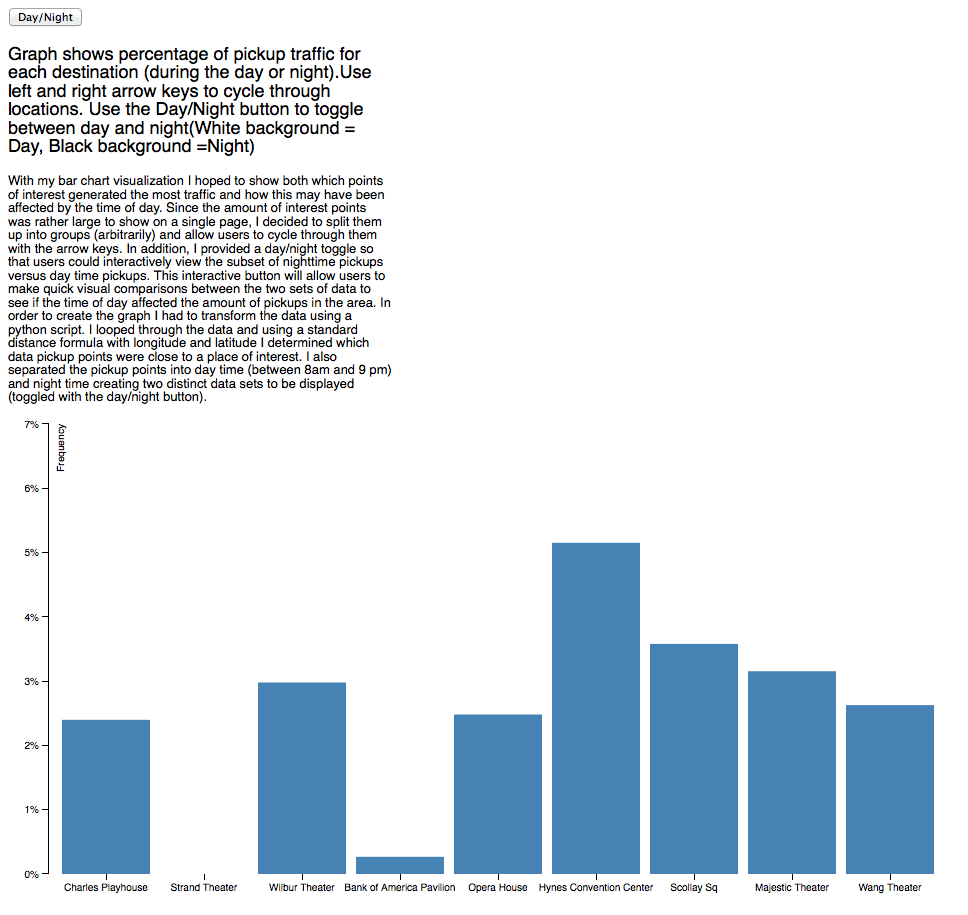 Day/Night
Graph shows percentage of pickup traffic for
each destination (during the day or night).Use
left and right arrow keys to cycle through
locations. Use the Day/Night button to toggle
between day and night(White background =
Day, Black background =Night)
With my bar chart visualization I hoped to show both which points
of interest generated the most traffic and how this may have been
affected by the time of day. Since the amount of interest points
was rather large to show on a single page, I decided to split them
up into groups (arbitrarily) and allow users to cycle through them
with the arrow keys. In addition, I provided a day/night toggle so
that users could interactively view the subset of nighttime pickups
versus day time pickups. This interactive button will allow users to
make quick visual comparisons between the two sets of data to
see if the time of day affected the amount of pickups in the area. In
order to create the graph I had to transform the data using a
python script. I looped through the data and using a standard
distance formula with longitude and latitude I determined which
data pickup points were close to a place of interest. I also
separated the pickup points into day time (between 8am and 9 pm)
and night time creating two distinct data sets to be displayed
(toggled with the day/night button).
7%
Frequency
6%
5%
4%
3%
2%
1%
0%
Charles Playhouse Strand Theater Wilbur Theater Bank of America Pavilion Opera House Hynes Convention Center Scollay Sq Majestic Theater Wang Theater